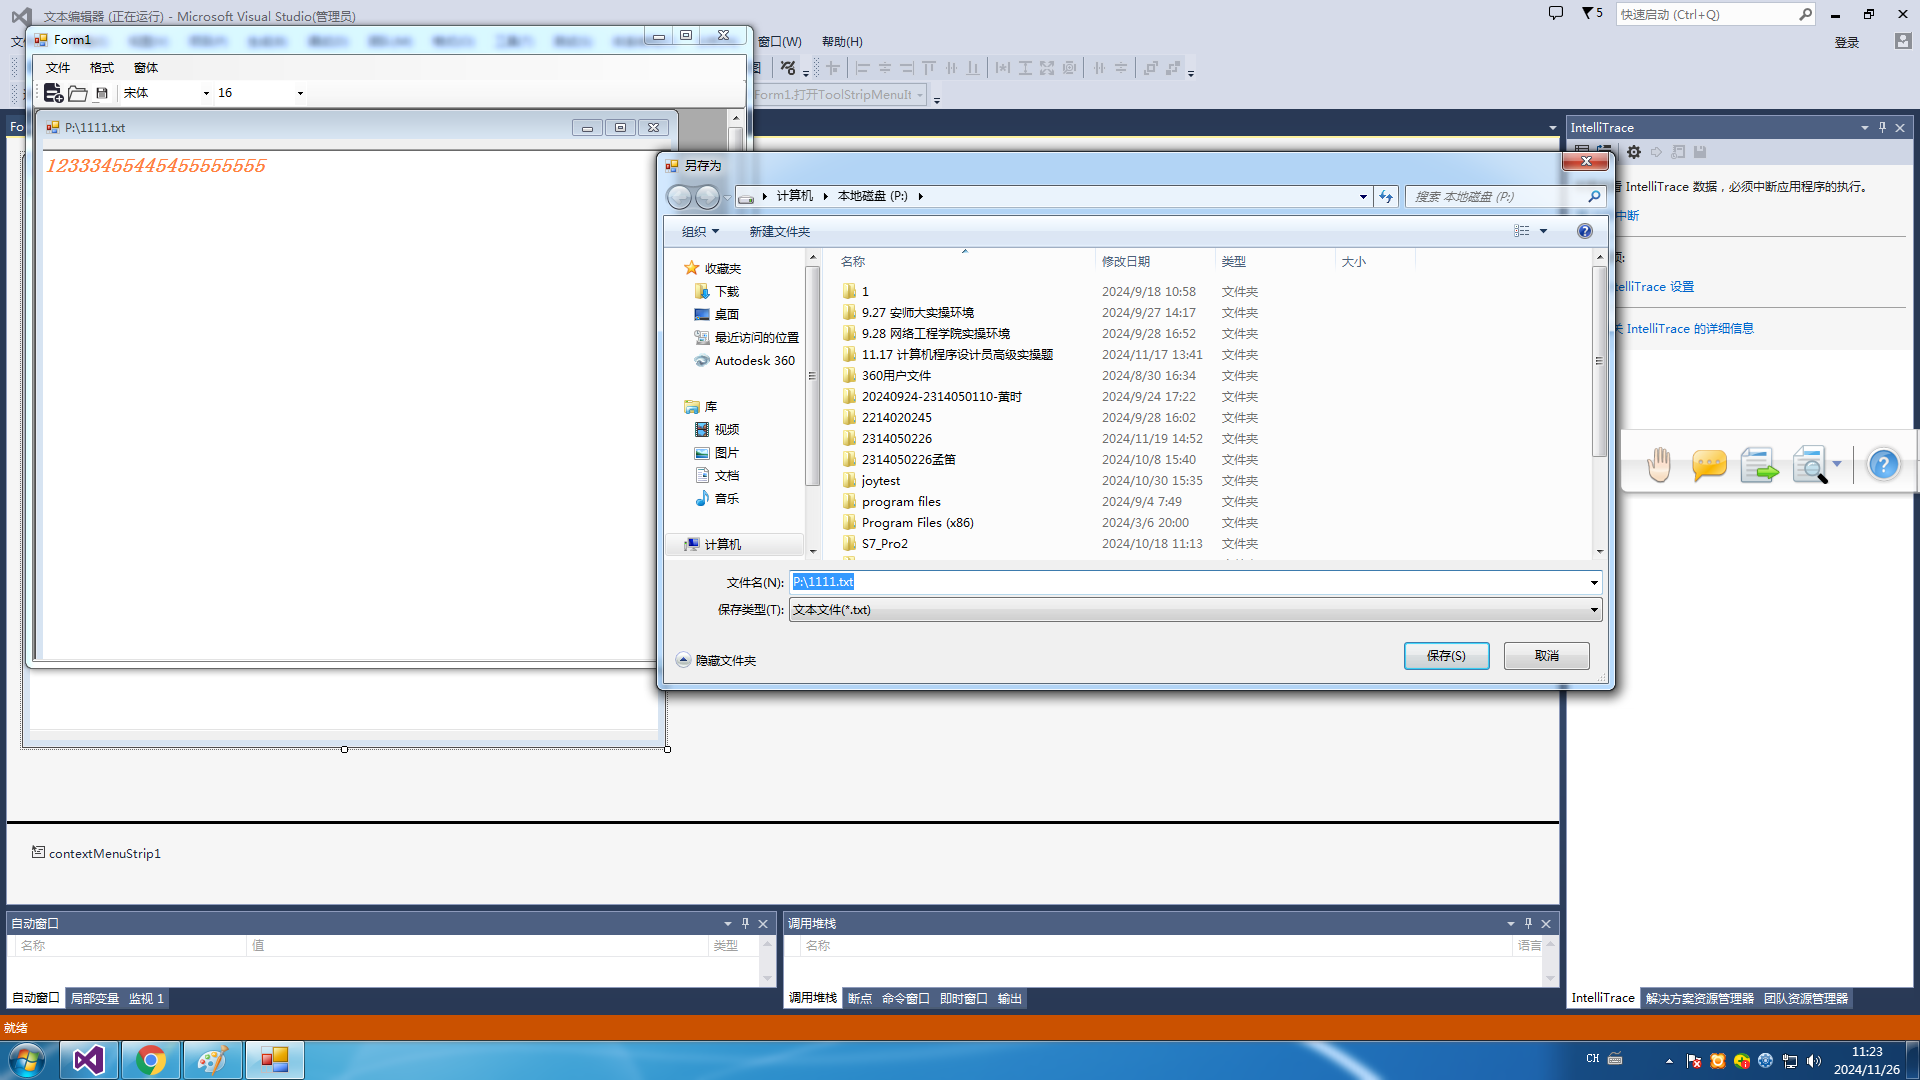 文本编辑器 (正在运行) - Microsoft Visual Studio(管理员)
5
快速启动 (Ctrl+Q)
Form1
窗口(W)
帮助(H)
登录
文件
格式
窗体
宋体
16
Form1.打开ToolStripMenuIt
Fo
P:\1111.txt
12333455445455555555
IntelliTrace
IntelliTrace 数据，必须中断应用程序的执行。
中断
IntelliTrace 设置
IntelliTrace 的详细信息
另存为
计算机
本地磁盘 (P:)
搜索 本地磁盘 (P:)
组织
新建文件夹
收藏夹
下载
桌面
最近访问的位置
Autodesk 360
库
视频
图片
文档
音乐
计算机
名称 修改日期 类型 大小
1 2024/9/18 10:58 文件夹
9.27 安师大实操环境 2024/9/27 14:17 文件夹
9.28 网络工程学院实操环境 2024/9/28 16:52 文件夹
11.17 计算机程序设计员高级实操题 2024/11/17 13:41 文件夹
360用户文件 2024/8/30 16:34 文件夹
20240924-2314050110-黄时 2024/9/24 17:22 文件夹
2214020245 2024/9/28 16:02 文件夹
2314050226 2024/11/19 14:52 文件夹
2314050226孟笛 2024/10/8 15:40 文件夹
joytest 2024/10/30 15:35 文件夹
program files 2024/9/4 7:49 文件夹
Program Files (x86) 2024/3/6 20:00 文件夹
S7_Pro2 2024/10/18 11:13 文件夹
文件名(N): P:\1111.txt
保存类型(T): 文本文件(*.txt)
隐藏文件夹
保存(S)
取消
contextMenuStrip1
自动窗口
名称 值 类型
自动窗口 局部变量 监视 1
调用堆栈
名称 语言
调用堆栈 断点 命令窗口 即时窗口 输出
IntelliTrace 解决方案资源管理器 团队资源管理器
就绪
CH
11:23
2024/11/26